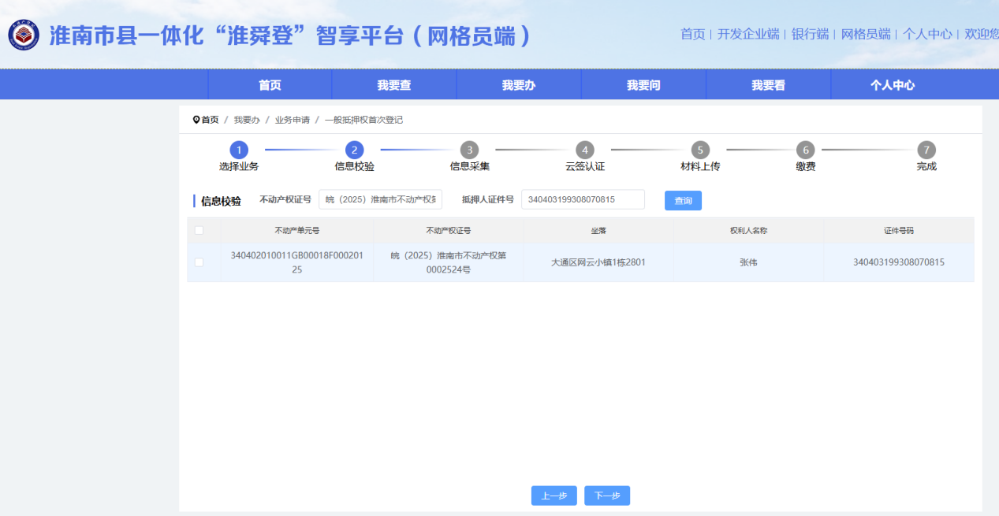 淮南市县一体化“淮舜登”智享平台（网格员端）
首页 | 开发企业端 | 银行端 | 网格员端 | 个人中心 | 欢迎您
首页 我要查 我要办 我要问 我要看 个人中心
首页 / 我要办 / 业务申请 / 一般抵押权首次登记
1 2 3 4 5 6 7
选择业务 信息校验 信息采集 云签认证 材料上传 缴费 完成
信息校验 不动产权证号 皖（2025）淮南市不动产权第 抵押人证件号 340403199308070815 查询
不动产单元号 不动产权证号 坐落 权利人名称 证件号码
340402010011GB00018F000201
25
皖（2025）淮南市不动产权第
0002524号
大通区网云小镇1栋2801
张伟
340403199308070815
上一步 下一步